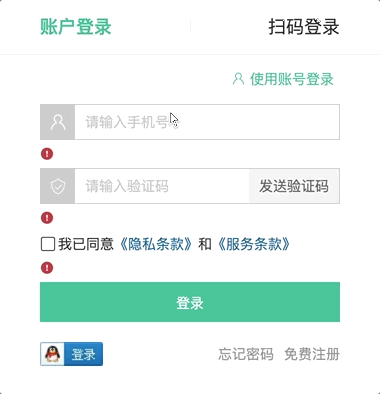 账户登录 扫码登录
使用账号登录
请输入手机号
请输入验证码 发送验证码
我已同意《隐私条款》和《服务条款》
登录
登录 忘记密码 免费注册